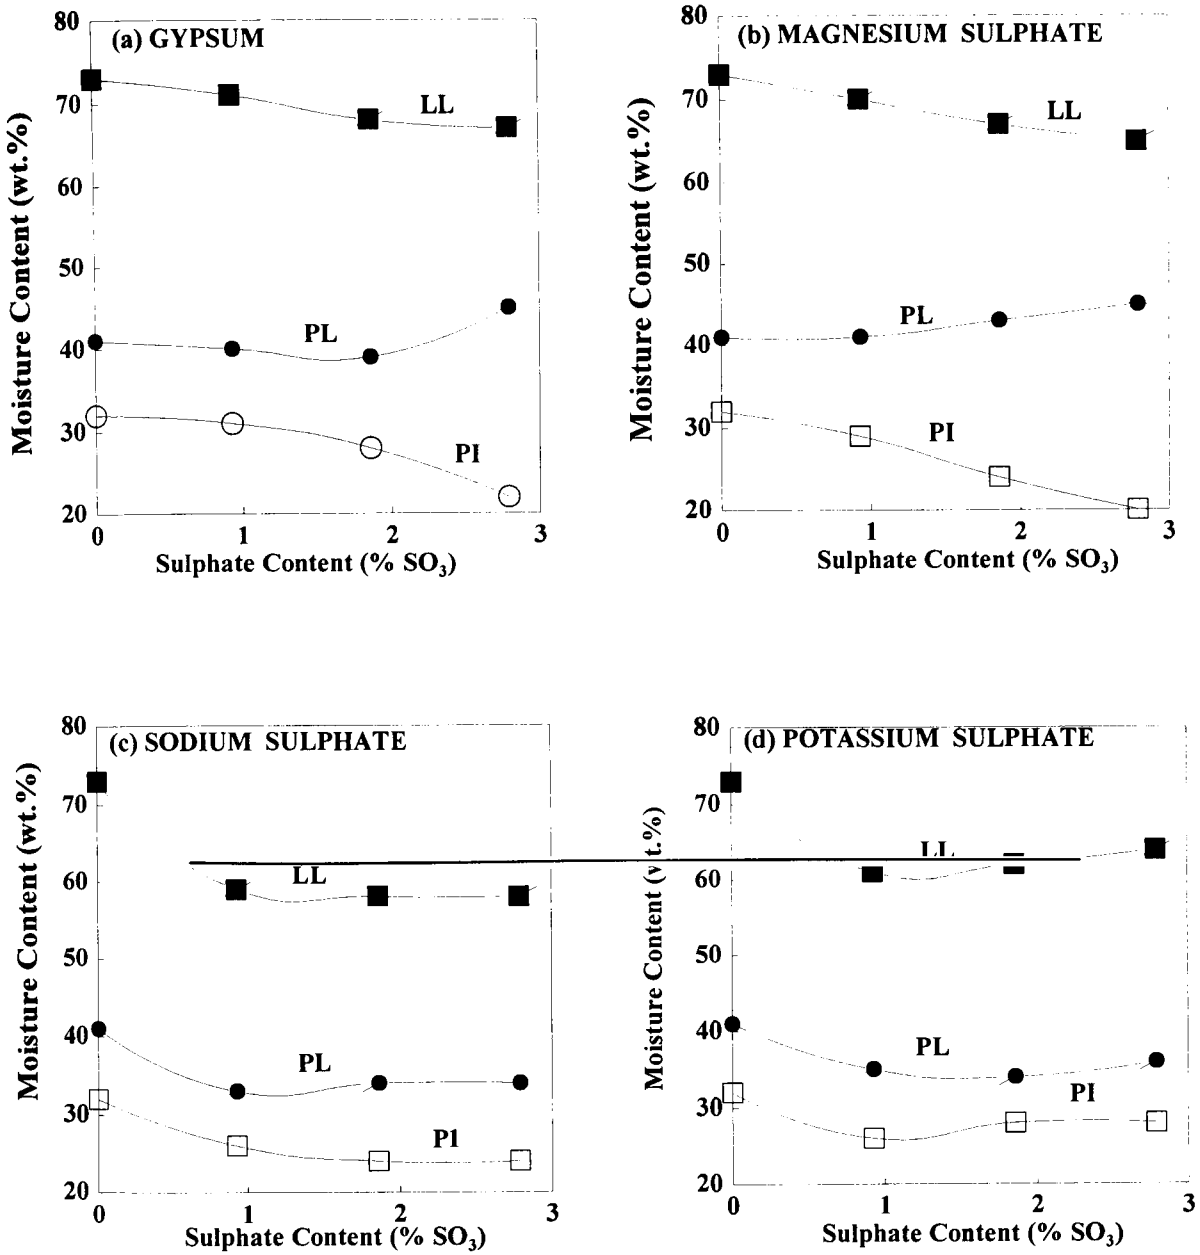 (a) GYPSUM
80
70
60
50
40
30
20
LL
PL
PI
0 1 2 3
Moisture Content (wt.%)
Sulphate Content (% SO₃)
(b) MAGNESIUM SULPHATE
80
70
60
50
40
30
20
LL
PL
PI
0 1 2 3
Moisture Content (wt.%)
Sulphate Content (% SO₃)
(c) SODIUM SULPHATE
80
70
60
50
40
30
20
LL
PL
P1
0 1 2 3
Moisture Content (wt.%)
Sulphate Content (% SO₃)
(d) POTASSIUM SULPHATE
80
70
60
50
40
30
20
LL
PL
PI
0 1 2 3
Moisture Content (wt.%)
Sulphate Content (% SO₃)